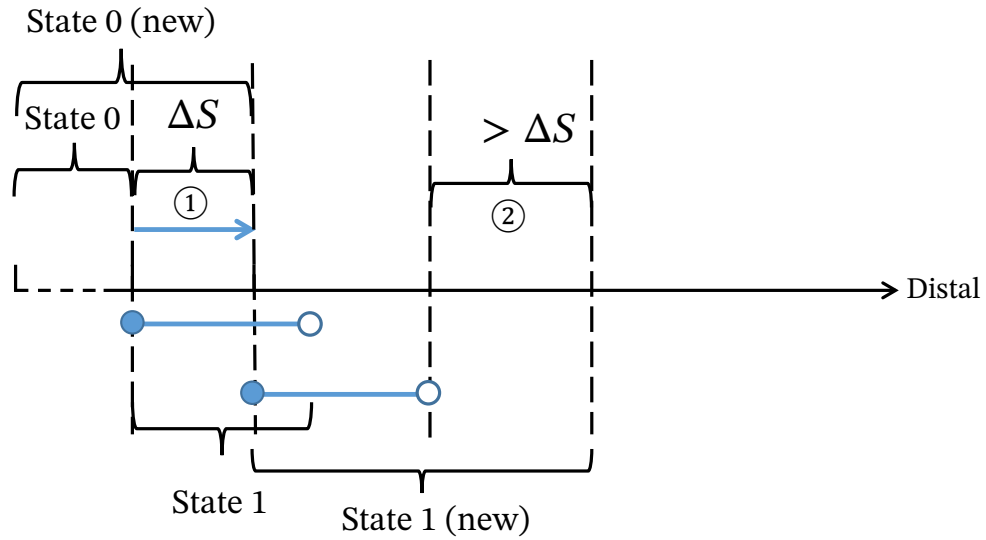 State 0 (new)
State 0
ΔS
> ΔS
①
②
Distal
State 1
State 1 (new)